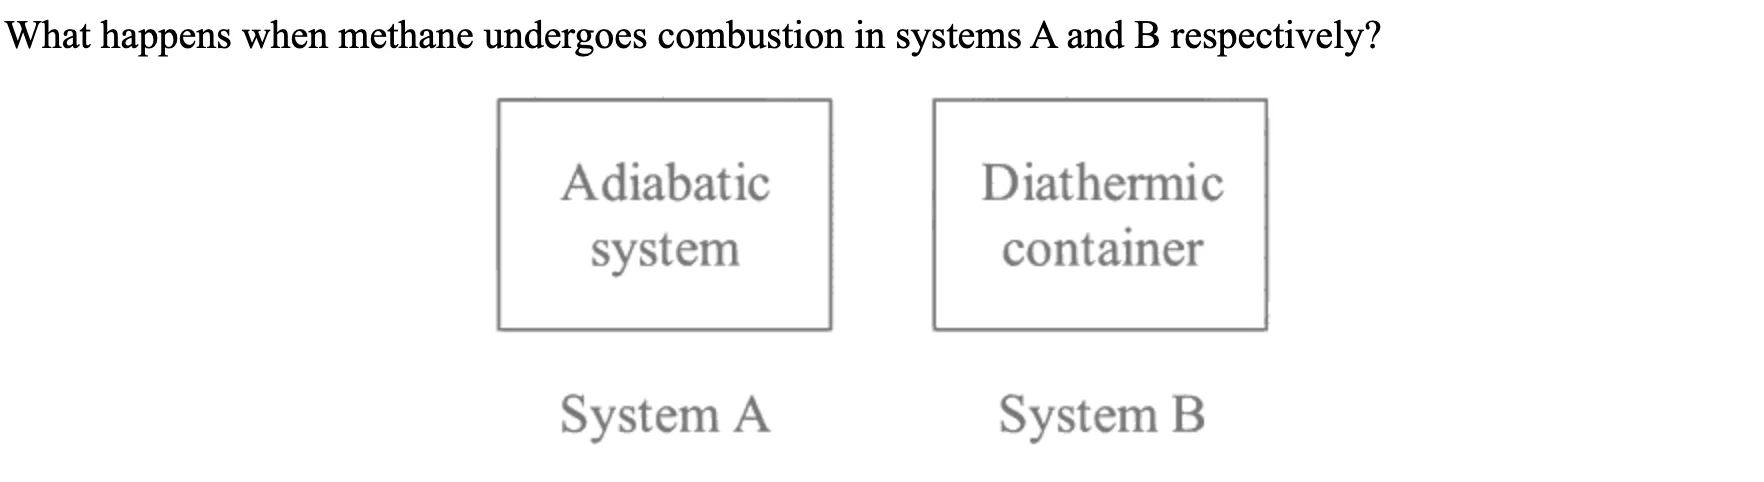 What happens when methane undergoes combustion in systems A and B respectively?
Adiabatic
system
Diathermic
container
System A
System B